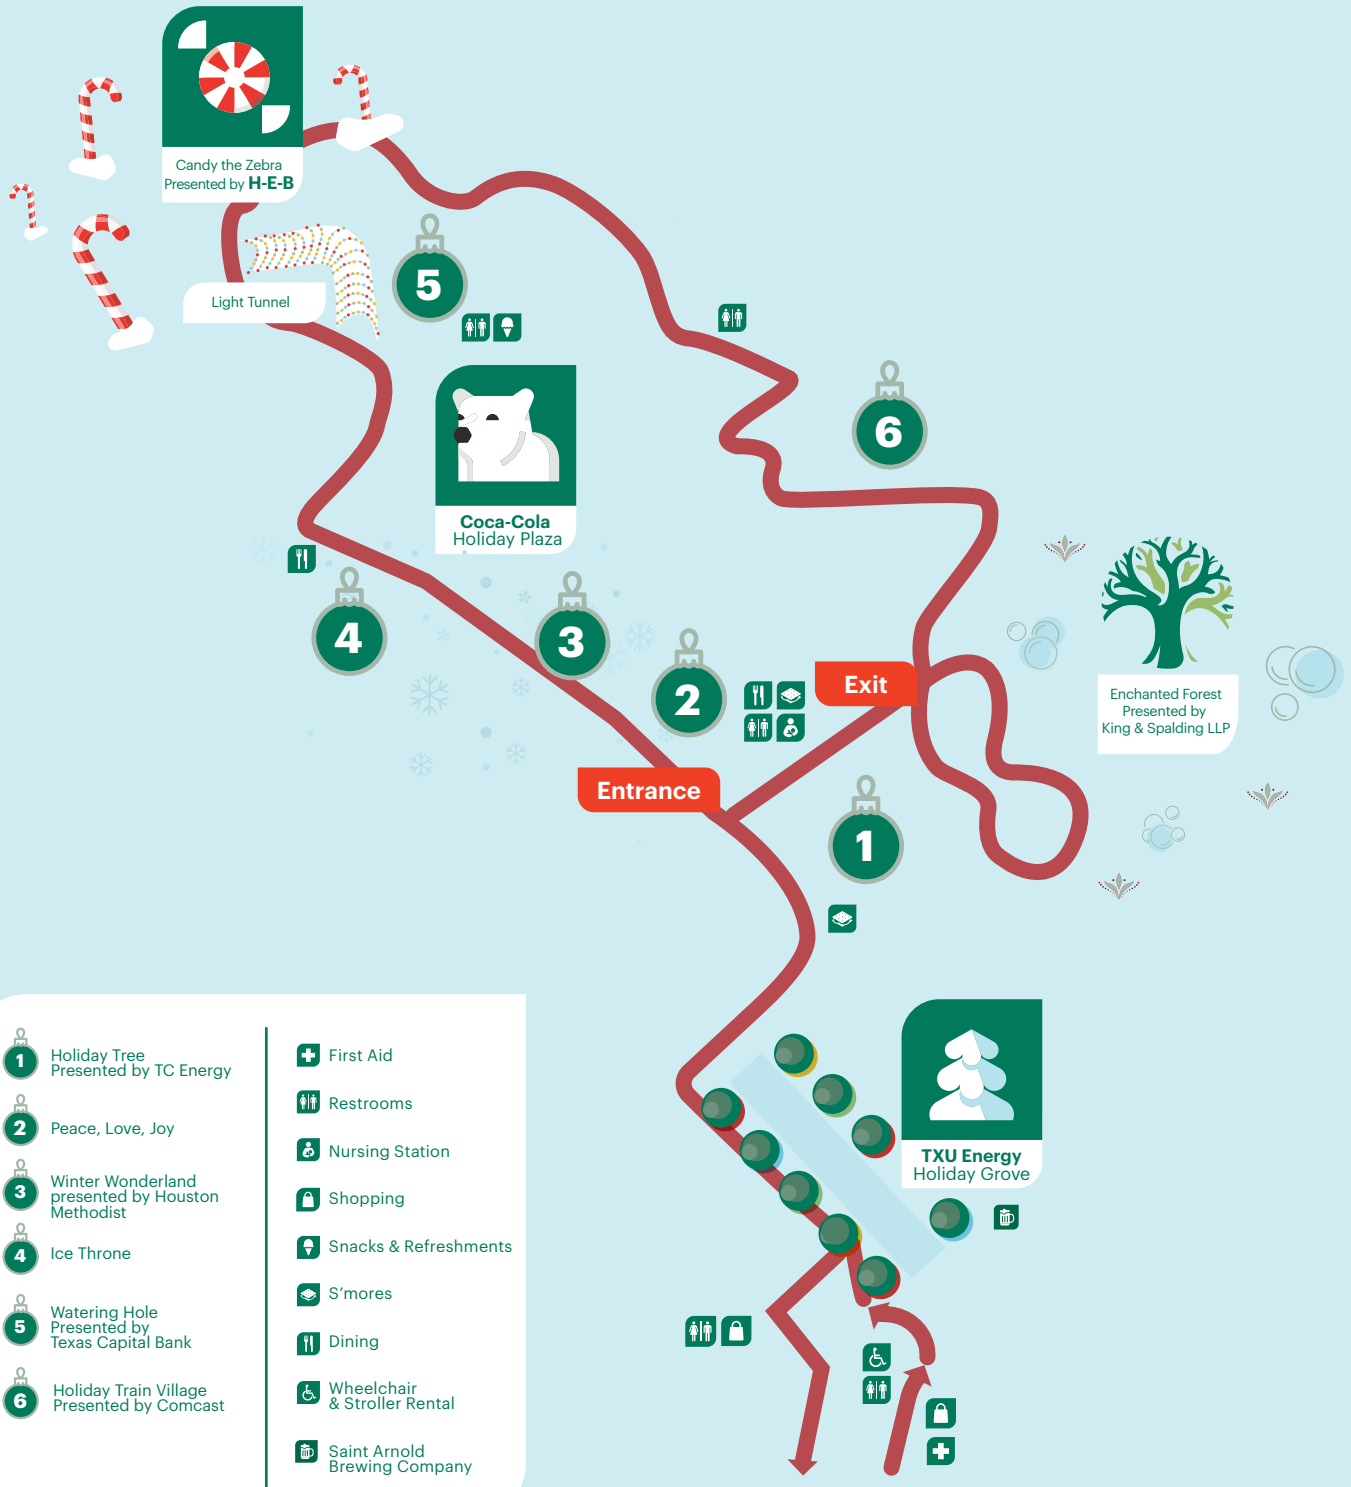 Candy the Zebra
Presented by H-E-B
Light Tunnel
5
6
Coca-Cola
Holiday Plaza
4
3
2
Exit
Enchanted Forest
Presented by
King & Spalding LLP
Entrance
1
TXU Energy
Holiday Grove
1
Holiday Tree
Presented by TC Energy
2
Peace, Love, Joy
3
Winter Wonderland
presented by Houston
Methodist
4
Ice Throne
5
Watering Hole
Presented by
Texas Capital Bank
6
Holiday Train Village
Presented by Comcast
First Aid
Restrooms
Nursing Station
Shopping
Snacks & Refreshments
S’mores
Dining
Wheelchair
& Stroller Rental
Saint Arnold
Brewing Company